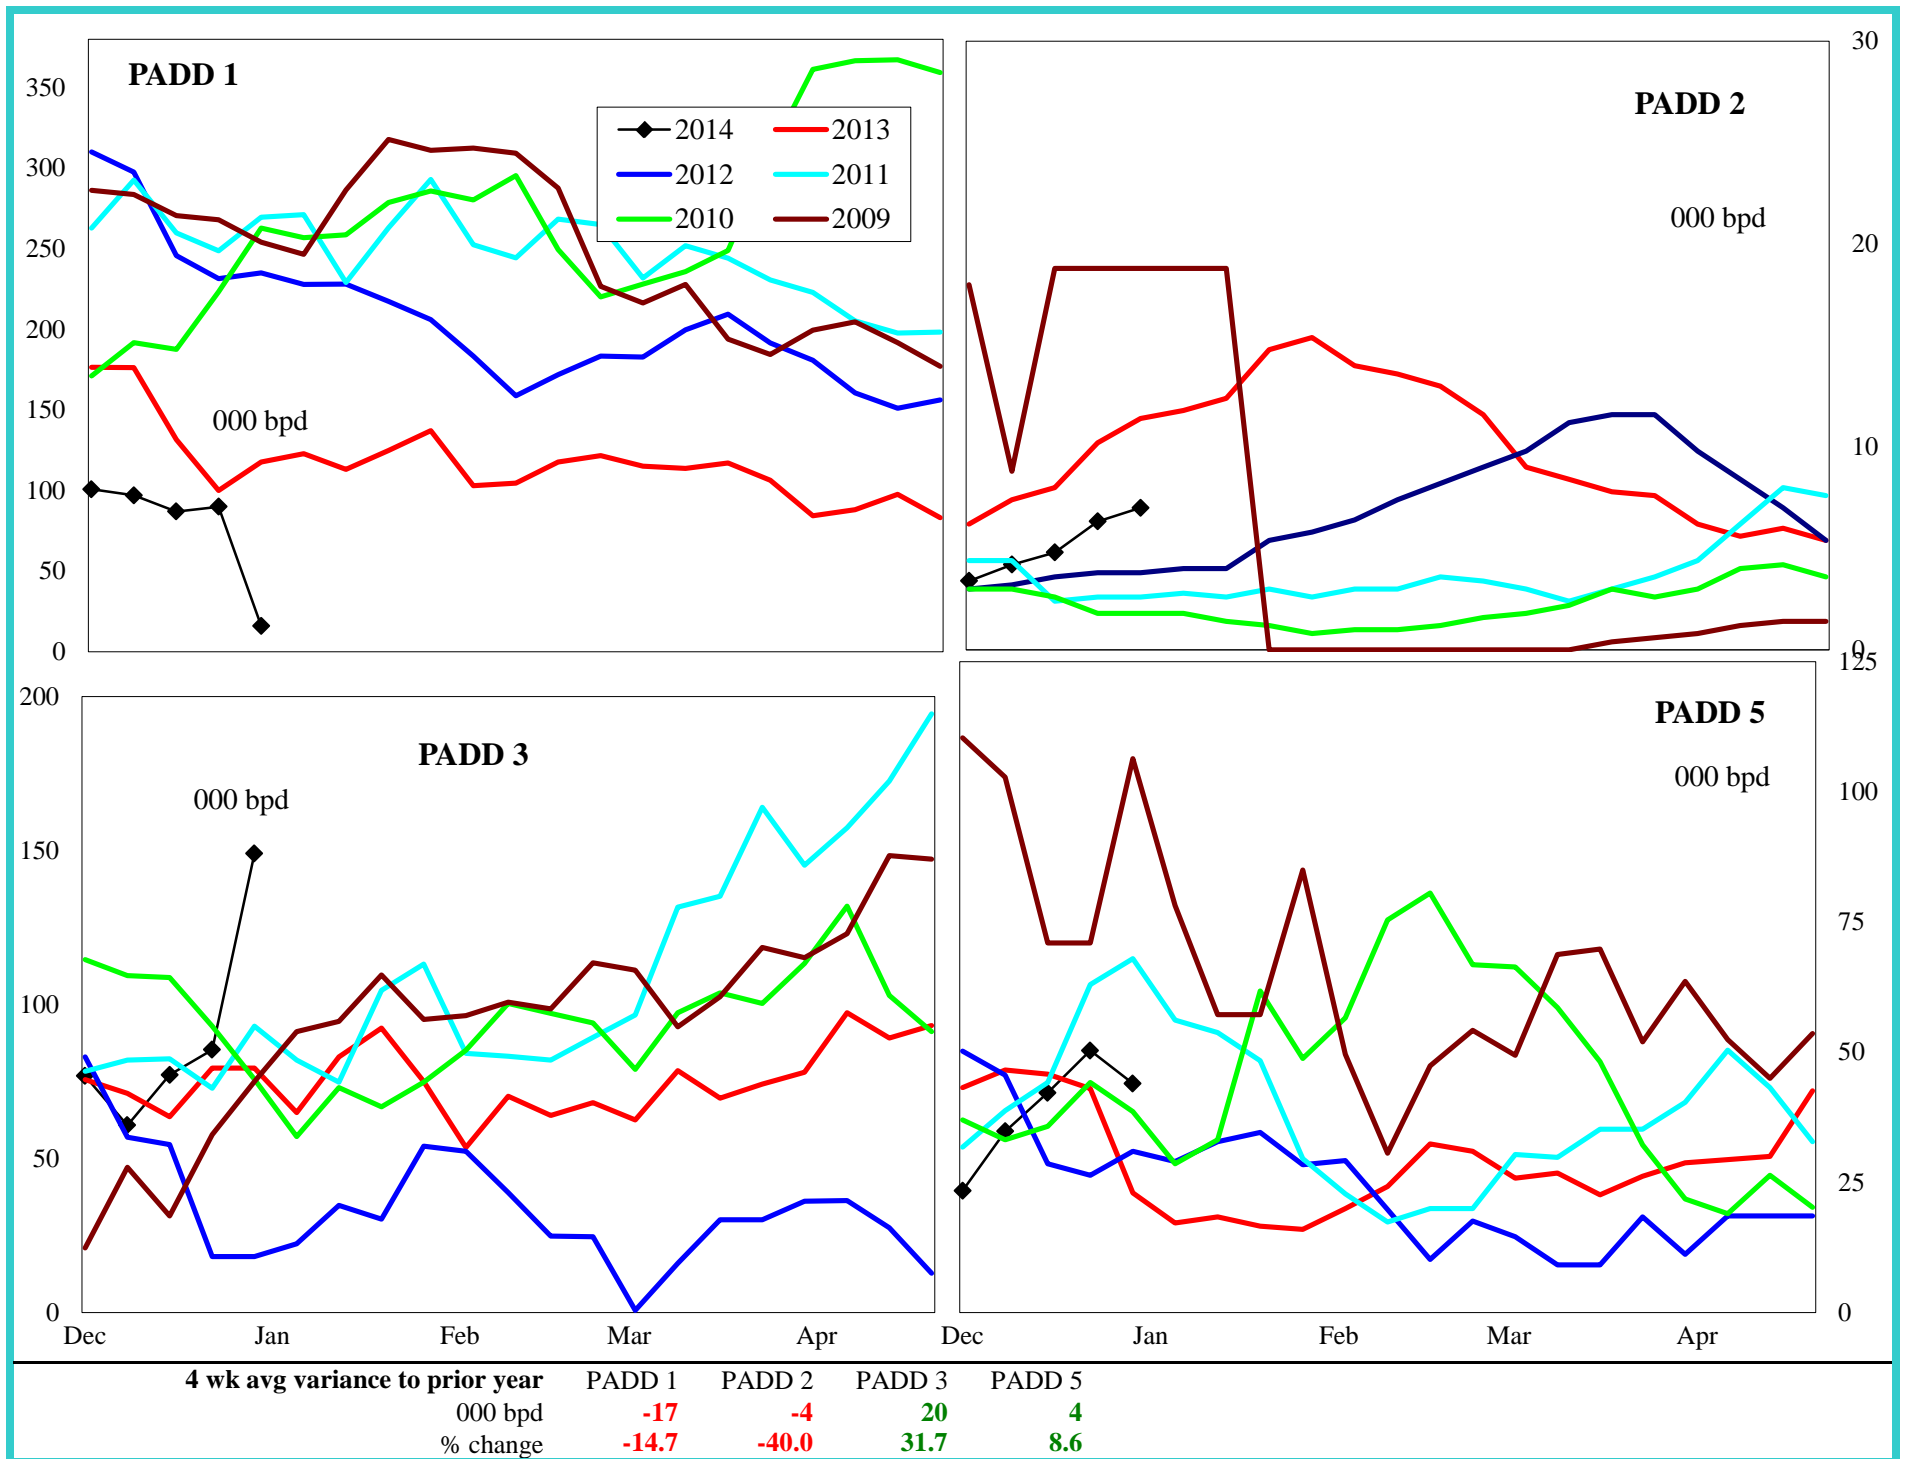 PADD 1
350
300
250
200
150
100
50
0
000 bpd
2014 2013
2012 2011
2010 2009
PADD 2
000 bpd
30
20
10
0
PADD 3
000 bpd
200
150
100
50
0
Dec Jan Feb Mar Apr
PADD 5
000 bpd
125
100
75
50
25
0
Dec Jan Feb Mar Apr
4 wk avg variance to prior year PADD 1 PADD 2 PADD 3 PADD 5
000 bpd -17 -4 20 4
% change -14.7 -40.0 31.7 8.6